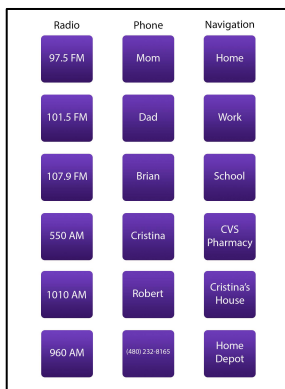 Radio Phone Navigation
97.5 FM Mom Home
101.5 FM Dad Work
107.9 FM Brian School
550 AM Cristina CVS
Pharmacy
1010 AM Robert Cristina's
House
960 AM (480) 232-8165 Home
Depot